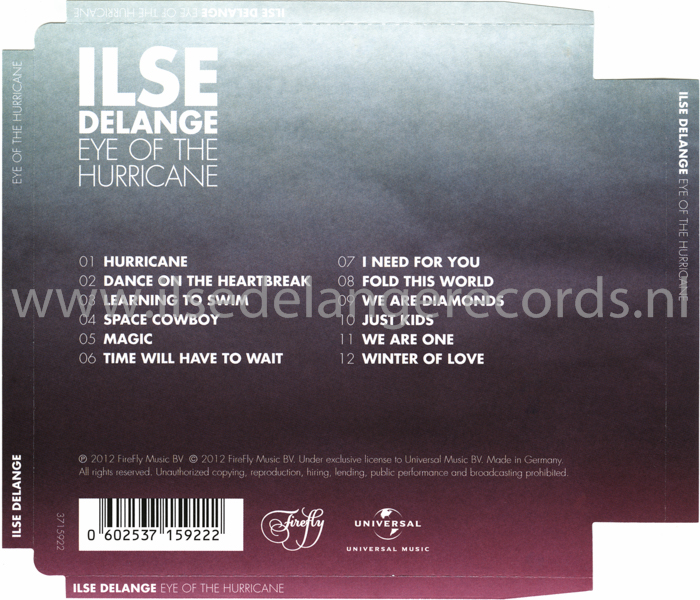 ILSE DELANGE EYE OF THE HURRICANE
ILSE
DELANGE
EYE OF THE
HURRICANE
EYE OF THE HURRICANE
ILSE DELANGE
ILSE DELANGE EYE OF THE HURRICANE
01 HURRICANE
02 DANCE ON THE HEARTBREAK
03 LEARNING TO SWIM
04 SPACE COWBOY
05 MAGIC
06 TIME WILL HAVE TO WAIT
07 I NEED FOR YOU
08 FOLD THIS WORLD
09 WE ARE DIAMONDS
10 JUST KIDS
11 WE ARE ONE
12 WINTER OF LOVE
www.ilsedelangerecords.nl
℗ 2012 FireFly Music BV © 2012 FireFly Music BV. Under exclusive license to Universal Music BV. Made in Germany.
All rights reserved. Unauthorized copying, reproduction, hiring, lending, public performance and broadcasting prohibited.
3715922
0 602537 159222
Firefly
UNIVERSAL
UNIVERSAL MUSIC
ILSE DELANGE EYE OF THE HURRICANE